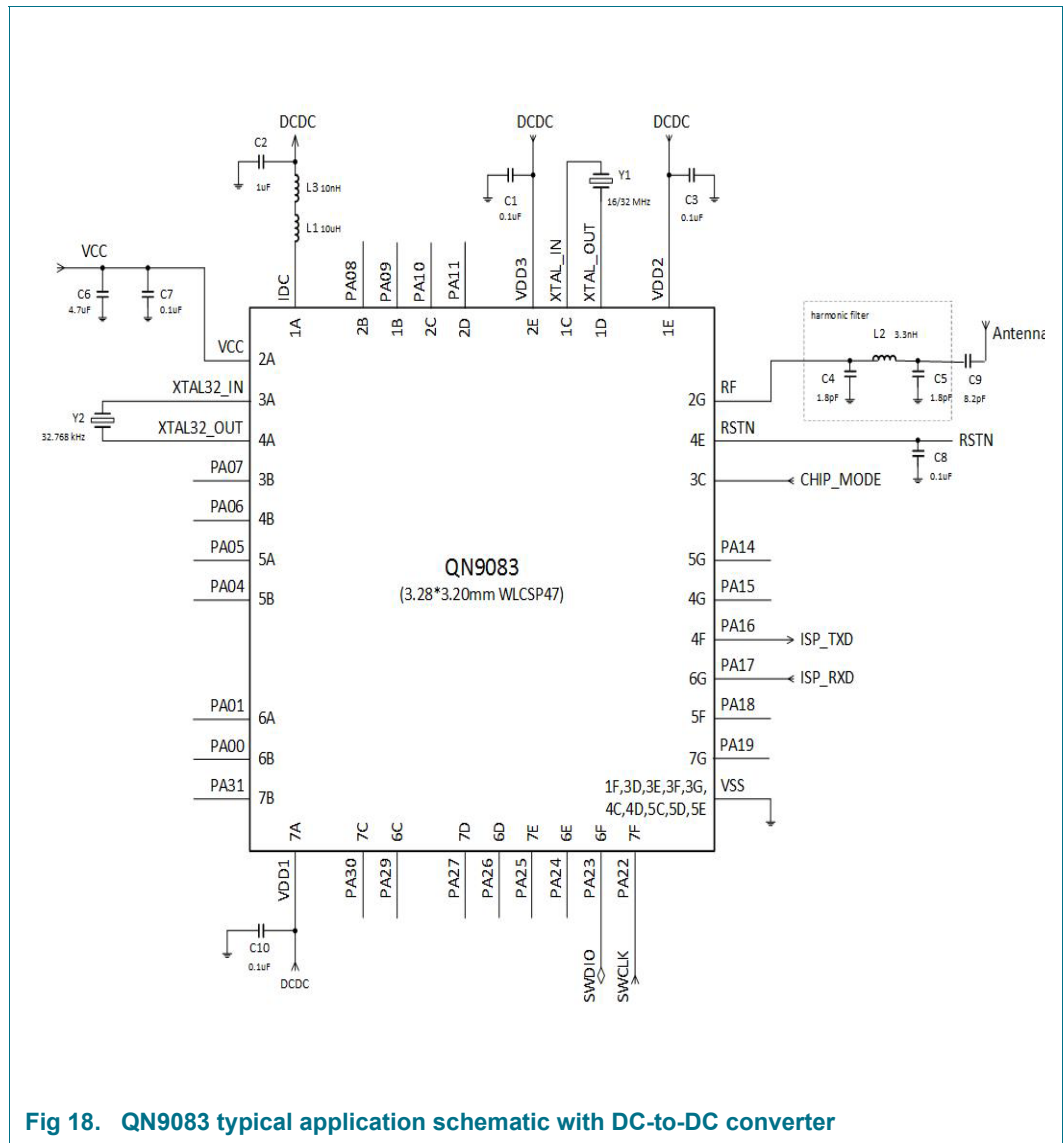 DCDC
DCDC
DCDC
C2
1uF
L3 10nH
L1 10uH
C1
0.1uF
Y1
16/32 MHz
C3
0.1uF
VCC
C6
4.7uF
C7
0.1uF
IDC
PA08
PA09
PA10
PA11
VDD3
XTAL_IN
XTAL_OUT
VDD2
1A
2B
1B
2C
2D
2E
1C
1D
1E
harmonic filter
L2 3.3nH
Antenna
C4
1.8pF
C5
1.8pF
C9
8.2pF
VCC
2A
XTAL32_IN
3A
Y2
32.768 kHz
XTAL32_OUT
4A
PA07
3B
PA06
4B
PA05
5A
PA04
5B
PA01
6A
PA00
6B
PA31
7B
QN9083
(3.28*3.20mm WLCSP47)
2G
RF
4E
RSTN
RSTN
C8
0.1uF
3C
CHIP_MODE
5G
PA14
4G
PA15
4F
PA16
ISP_TXD
6G
PA17
ISP_RXD
5F
PA18
7G
PA19
1F,3D,3E,3F,3G,
4C,4D,5C,5D,5E
VSS
7A
7C
6C
7D
6D
7E
6E
6F
7F
VDD1
PA30
PA29
PA27
PA26
PA25
PA24
PA23
PA22
C10
0.1uF
DCDC
SWDIO
SWCLK
Fig 18. QN9083 typical application schematic with DC-to-DC converter